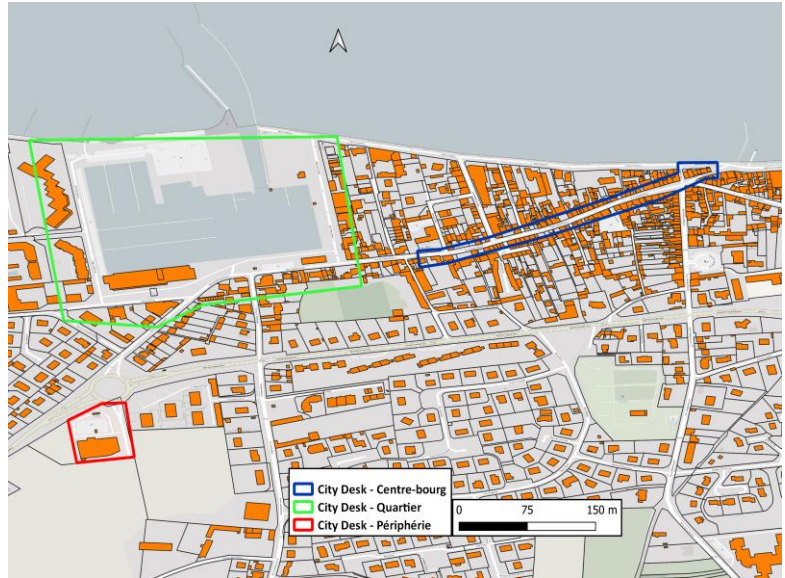 City Desk - Centre-bourg
City Desk - Quartier
City Desk - Périphérie
0 75 150 m